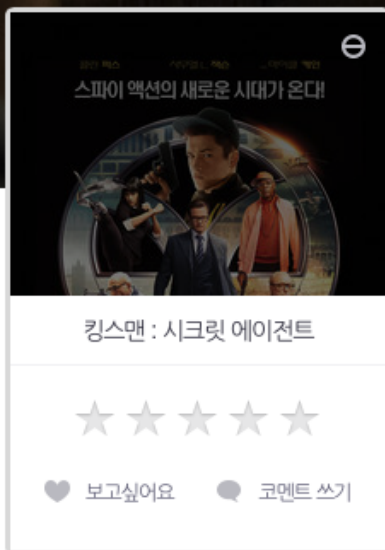 스파이 액션의 새로운 시대가 온다!
킹스맨 : 시크릿 에이전트
보고싶어요
코멘트 쓰기